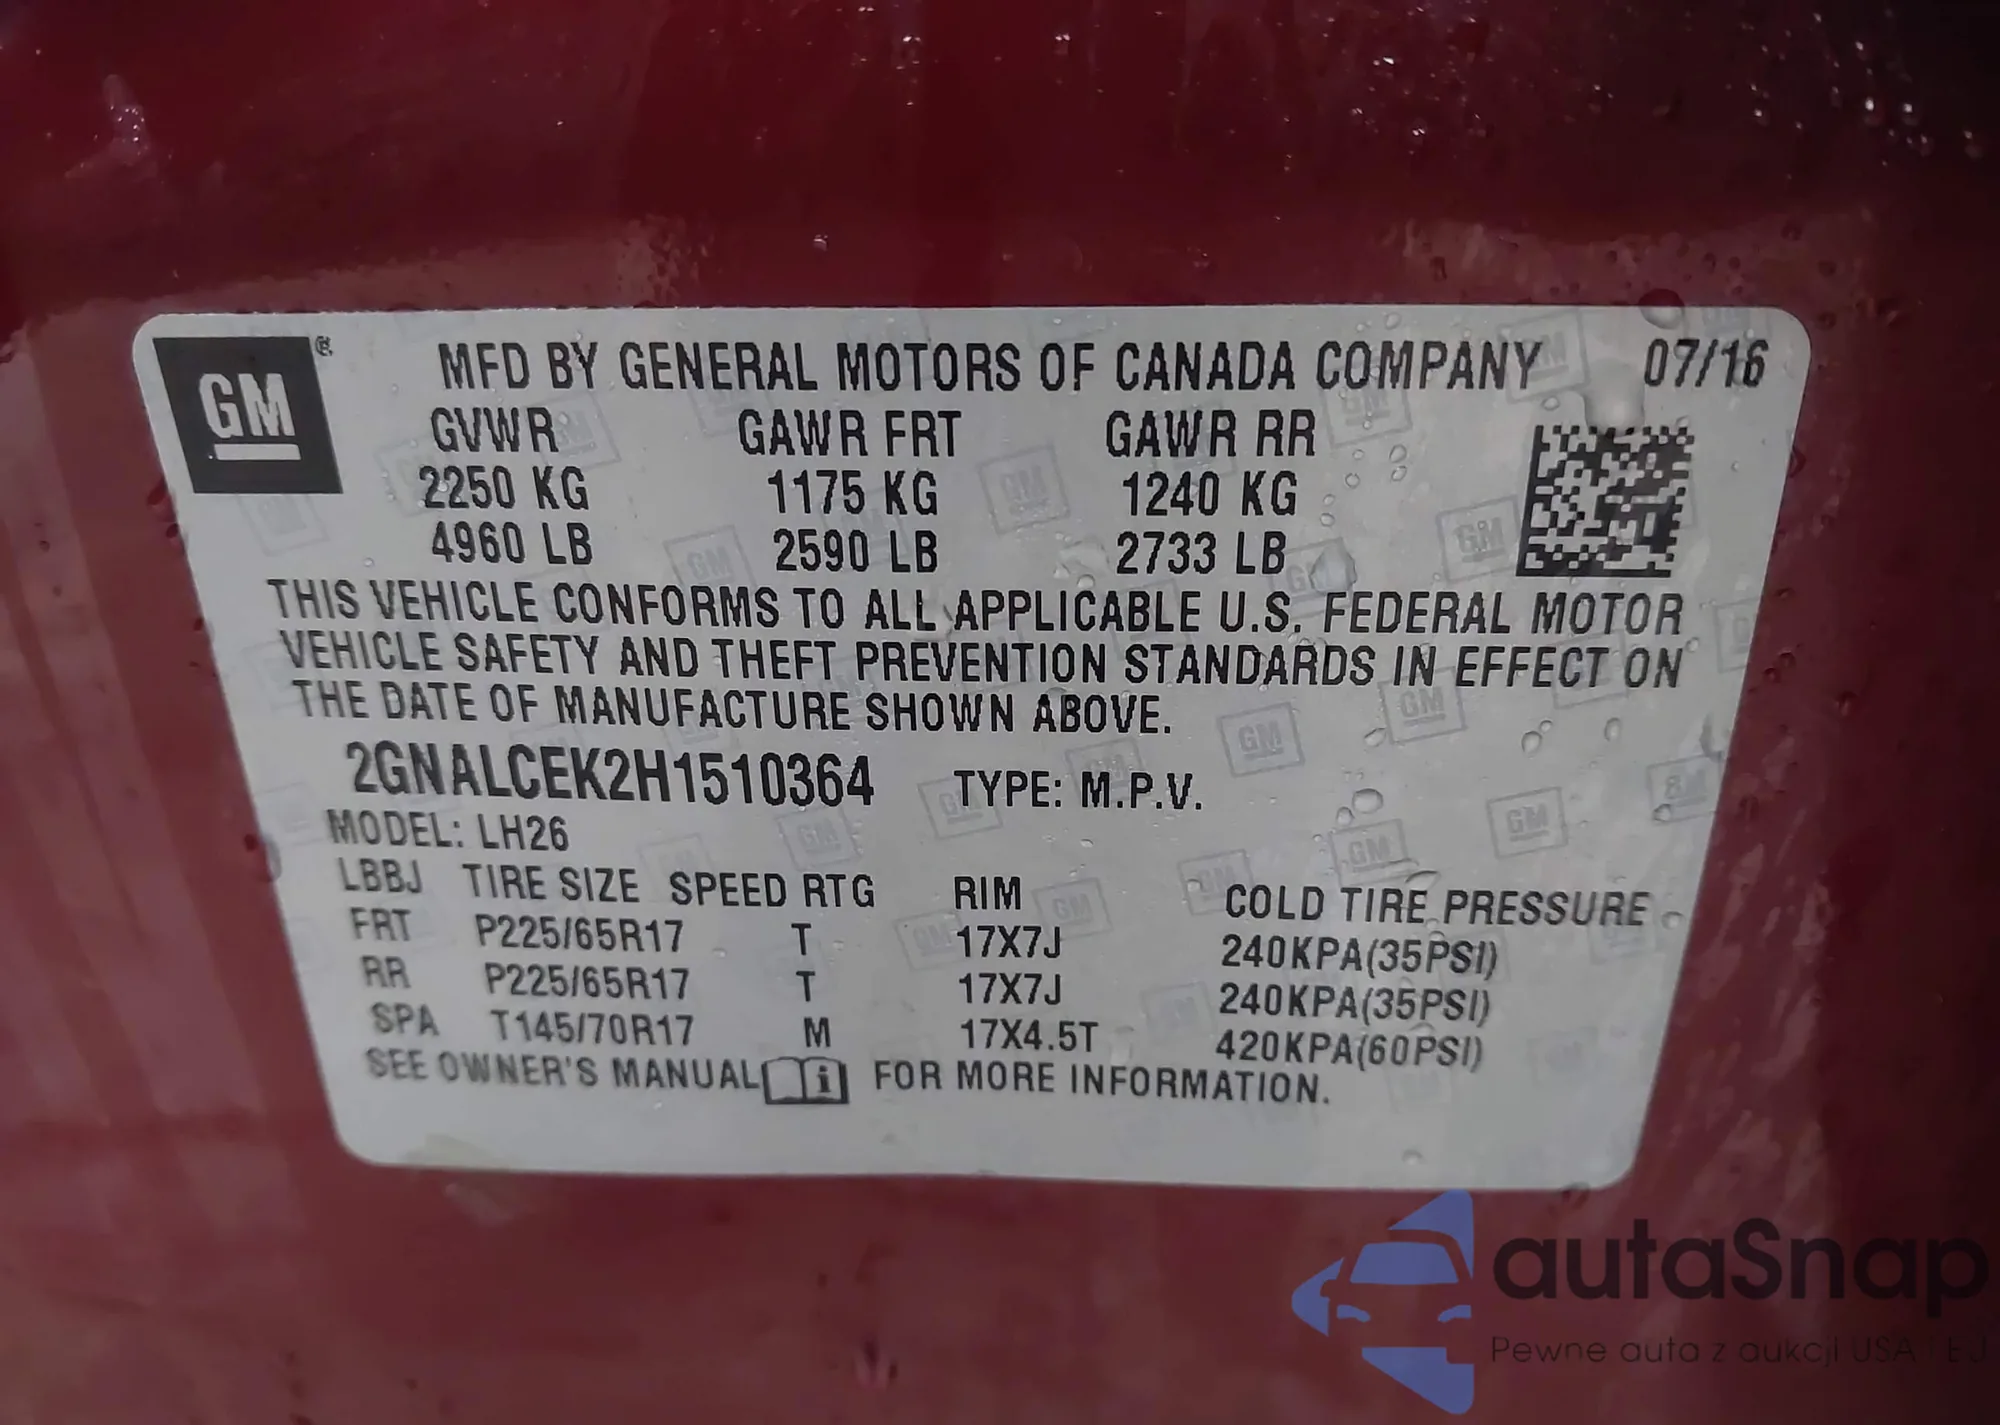 GM ® MFD BY GENERAL MOTORS OF CANADA COMPANY 07/16
GVWR GAWR FRT GAWR RR
2250 KG 1175 KG 1240 KG
4960 LB 2590 LB 2733 LB
THIS VEHICLE CONFORMS TO ALL APPLICABLE U.S. FEDERAL MOTOR
VEHICLE SAFETY AND THEFT PREVENTION STANDARDS IN EFFECT ON
THE DATE OF MANUFACTURE SHOWN ABOVE.
2GNALCEK2H1510364 TYPE: M.P.V.
MODEL: LH26
LBBJ TIRE SIZE SPEED RTG RIM COLD TIRE PRESSURE
FRT P225/65R17 T 17X7J 240KPA(35PSI)
RR P225/65R17 T 17X7J 240KPA(35PSI)
SPA T145/70R17 M 17X4.5T 420KPA(60PSI)
SEE OWNER'S MANUAL i FOR MORE INFORMATION.
autaSnap
Pewne auta z aukcji USA i EU